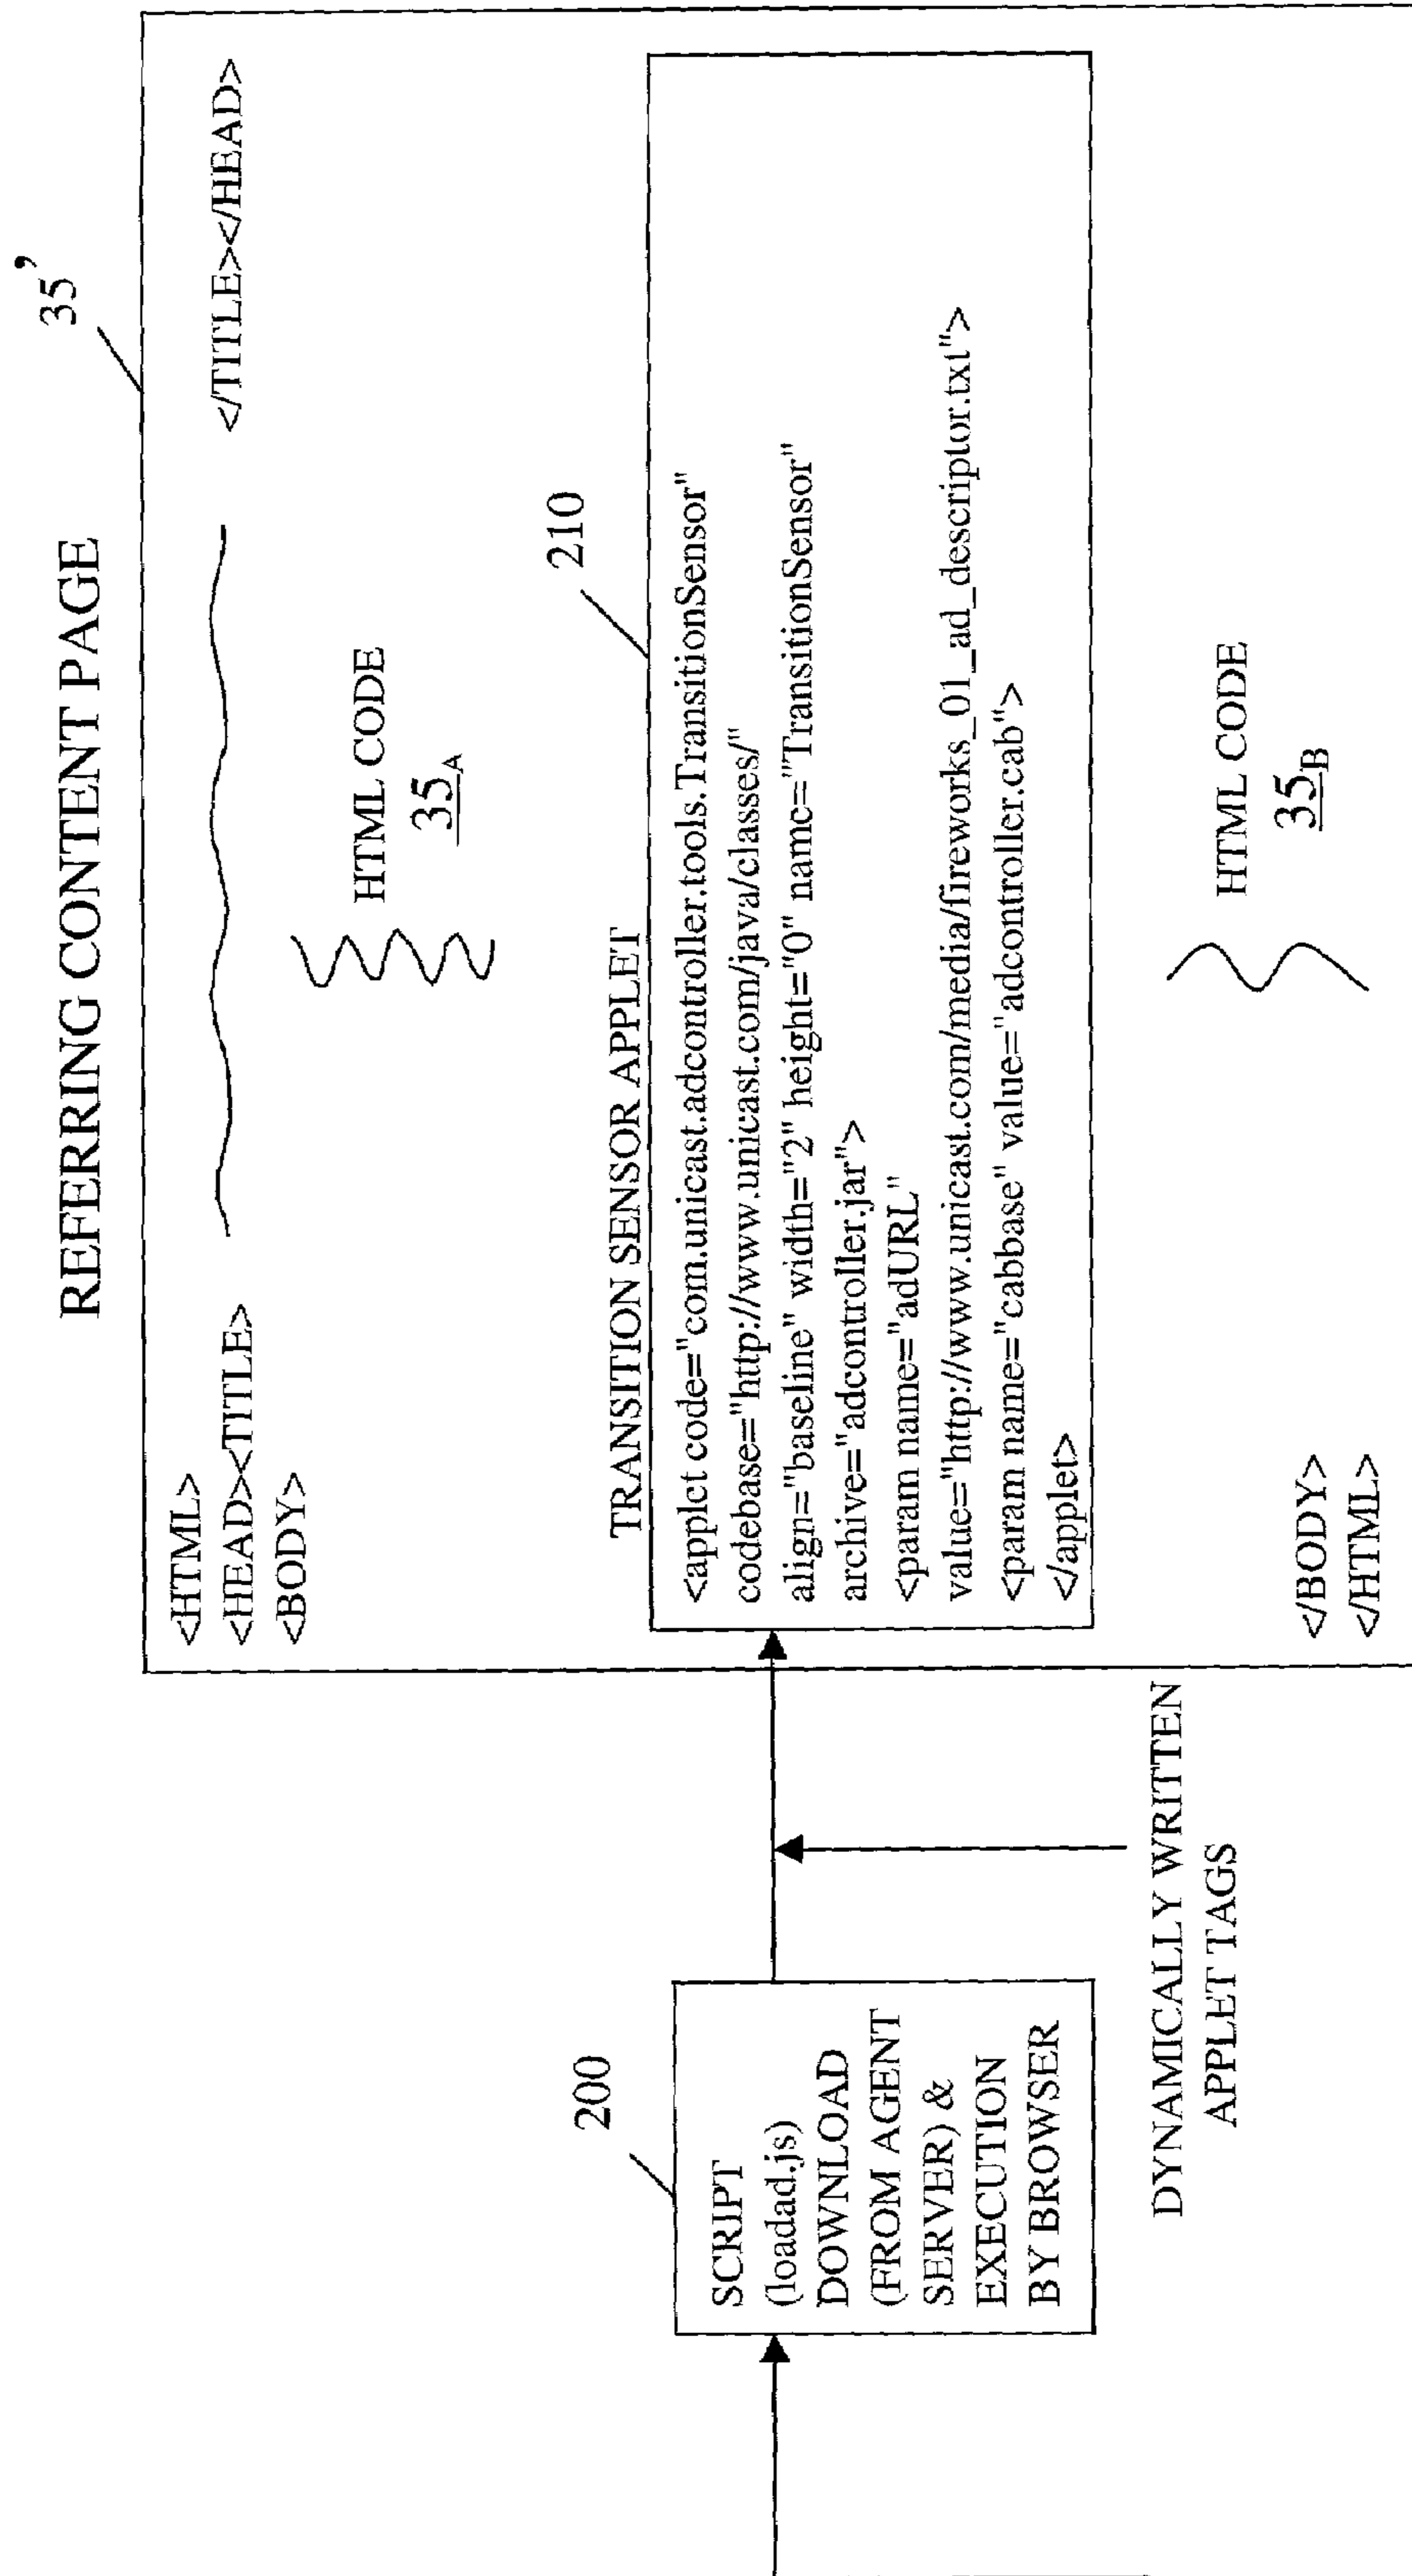 REFERRING CONTENT PAGE
35'
<HTML>
<HEAD><TITLE> </TITLE></HEAD>
<BODY>
HTML CODE
35A
TRANSITION SENSOR APPLET
210
<applet code="com.unicast.adcontroller.tools.TransitionSensor"
codebase="http://www.unicast.com/java/classes/"
align="baseline" width="2" height="0" name="TransitionSensor"
archive="adcontroller.jar">
<param name="adURL"
value="http://www.unicast.com/media/fireworks_01_ad_descriptor.txt">
<param name="cabbase" value="adcontroller.cab">
</applet>
HTML CODE
35B
</BODY>
</HTML>
200
SCRIPT
(loadad.js)
DOWNLOAD
(FROM AGENT
SERVER) &
EXECUTION
BY BROWSER
DYNAMICALLY WRITTEN
APPLET TAGS